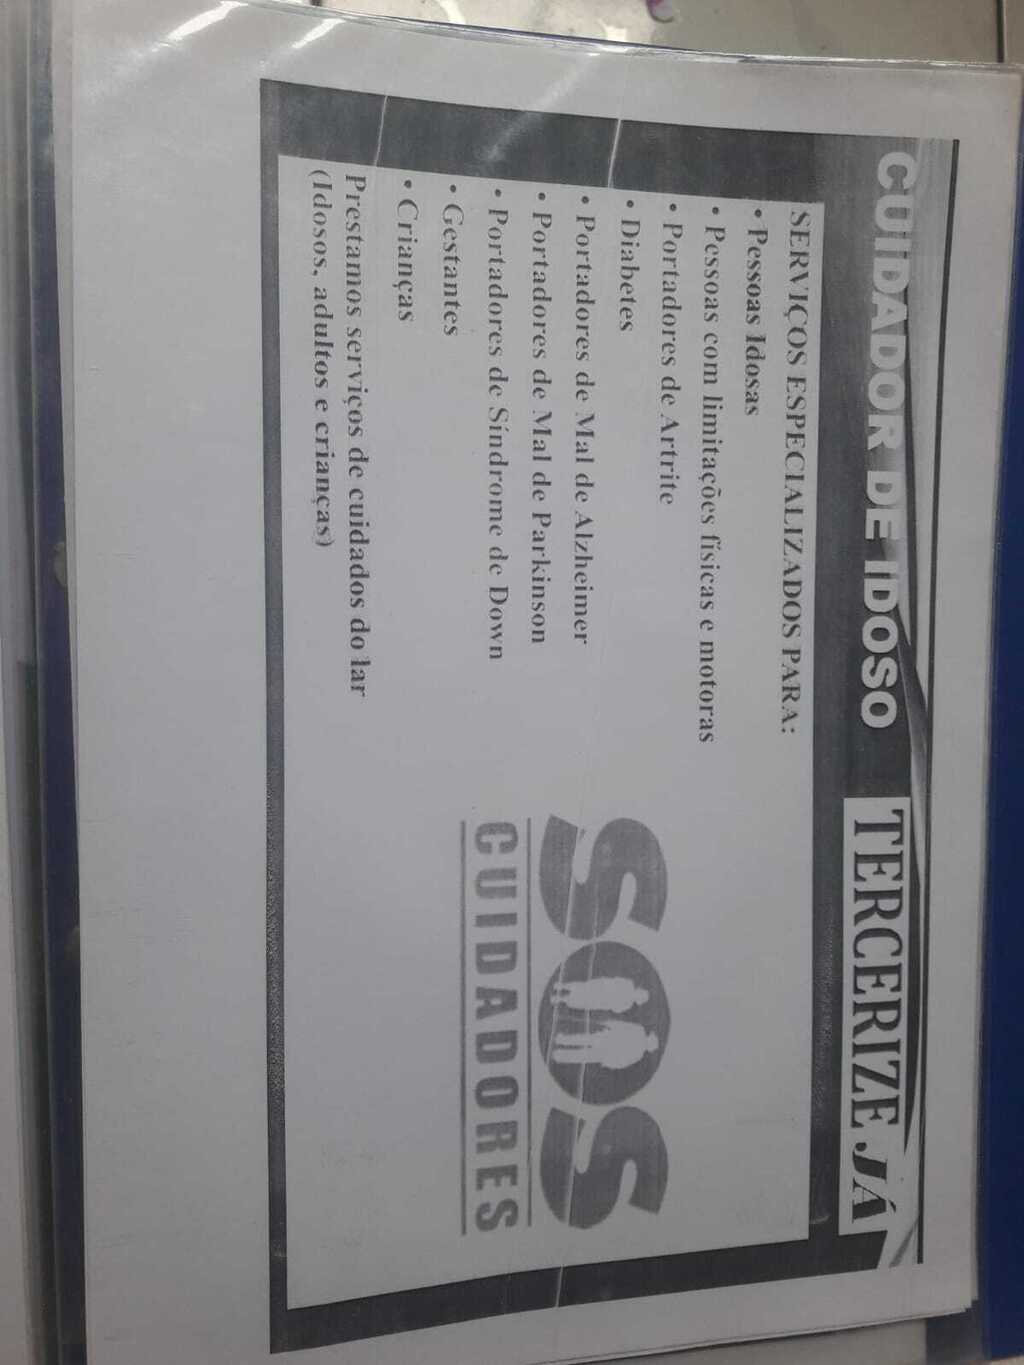 CUIDADOR DE IDOSO TERCERIZE JÁ
SERVIÇOS ESPECIALIZADOS PARA:
• Pessoas Idosas
• Pessoas com limitações físicas e motoras
• Portadores de Artrite
• Diabetes
• Portadores de Mal de Alzheimer
• Portadores de Mal de Parkinson
• Portadores de Síndrome de Down
• Gestantes
• Crianças
Prestamos serviços de cuidados do lar
(Idosos, adultos e crianças)
SOS
CUIDADORES